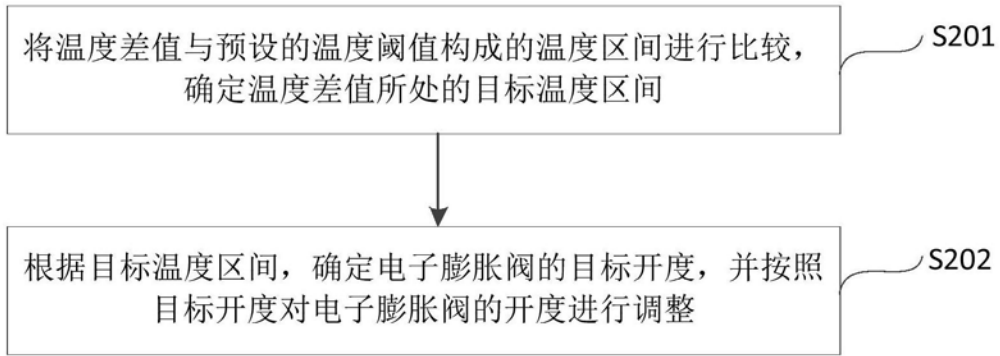 将温度差值与预设的温度阈值构成的温度区间进行比较，
确定温度差值所处的目标温度区间
S201
根据目标温度区间，确定电子膨胀阀的目标开度，并按照
目标开度对电子膨胀阀的开度进行调整
S202